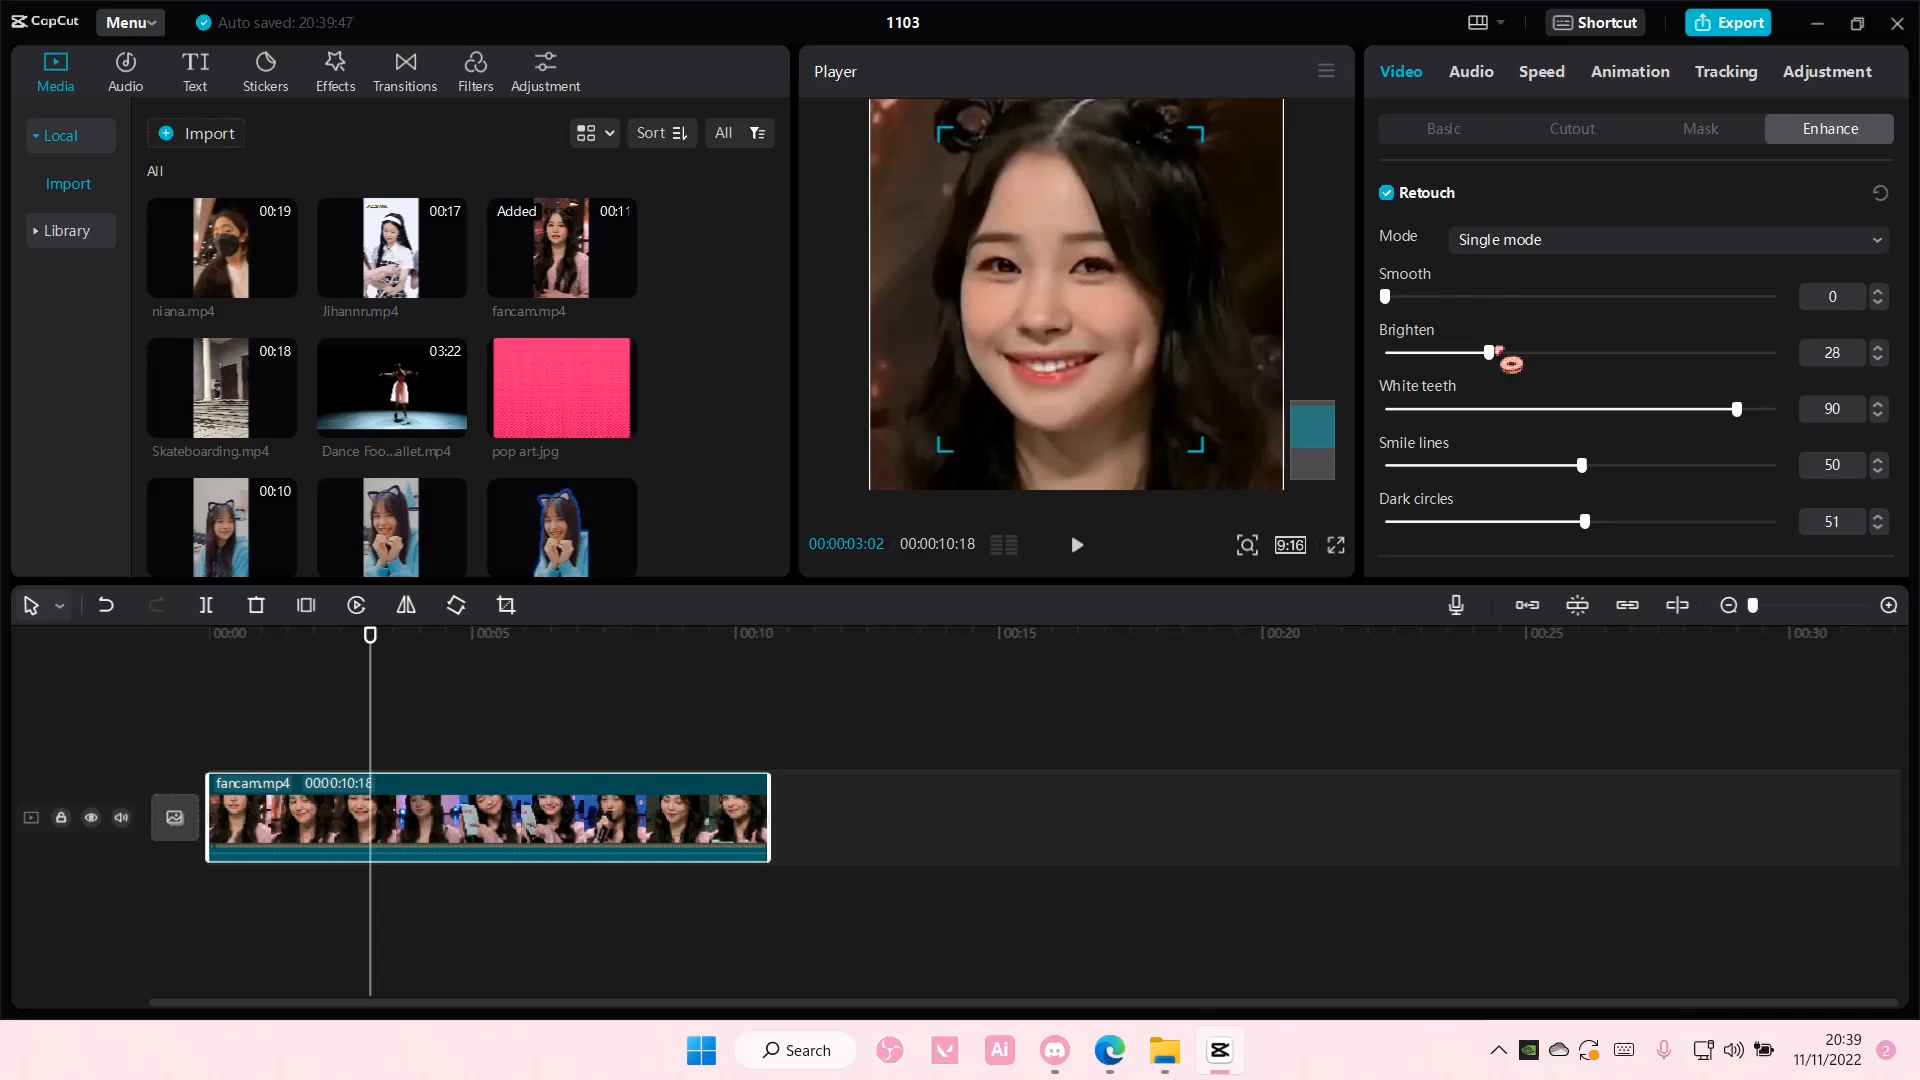 CapCut
Menu
Auto saved: 20:39:47
1103
Shortcut
Export
Media
Audio
Text
Stickers
Effects
Transitions
Filters
Adjustment
Local
Import
Library
Import
Sort
All
All
00:19
niana.mp4
00:17
Jihannn.mp4
Added
00:11
fancam.mp4
00:18
Skateboarding.mp4
03:22
Dance Foo...allet.mp4
pop art.jpg
00:10
Player
00:00:03:02
00:00:10:18
9:16
Video
Audio
Speed
Animation
Tracking
Adjustment
Basic
Cutout
Mask
Enhance
Retouch
Mode
Single mode
Smooth
0
Brighten
28
White teeth
90
Smile lines
50
Dark circles
51
00:00
00:05
00:10
00:15
00:20
00:25
00:30
fancam.mp4 0000:10:18
Search
Ai
20:39
11/11/2022
2